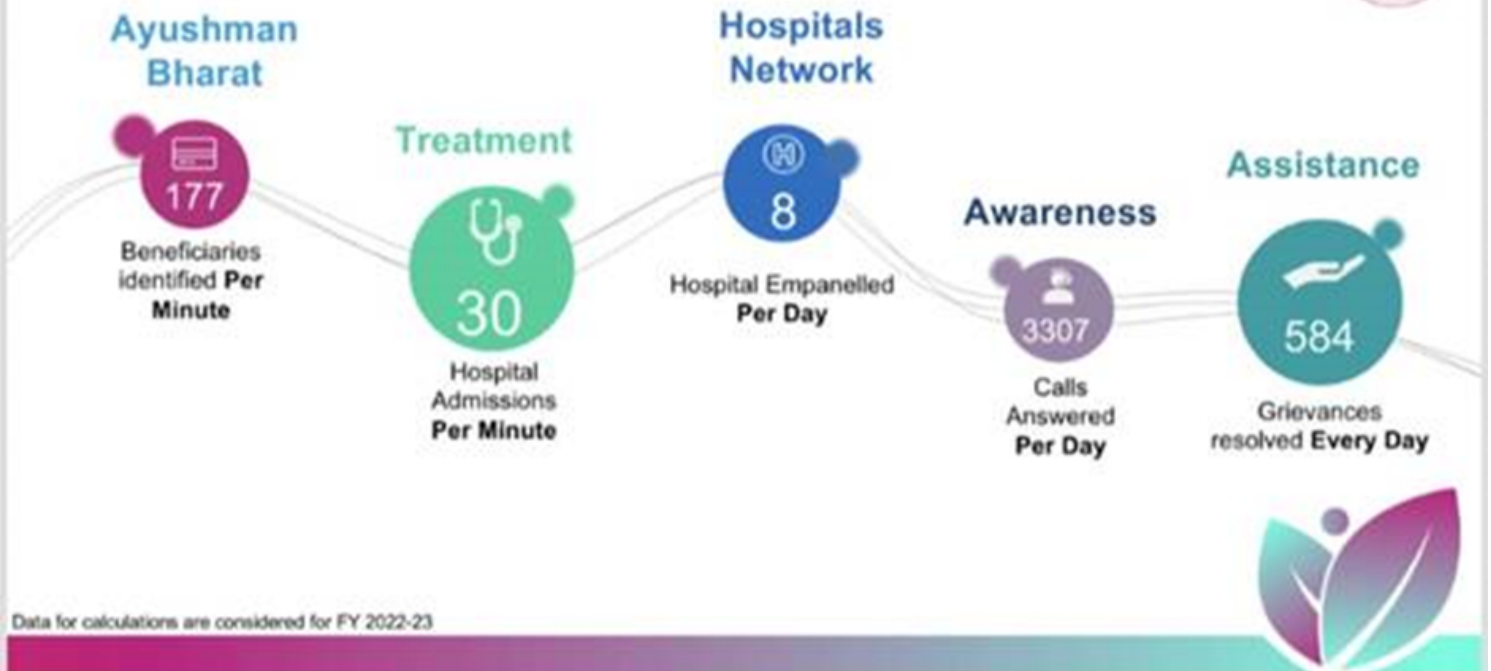 Ayushman
Bharat
177
Beneficiaries
identified Per
Minute
Treatment
30
Hospital
Admissions
Per Minute
Hospitals
Network
H
8
Hospital Empanelled
Per Day
Awareness
3307
Calls
Answered
Per Day
Assistance
584
Grievances
resolved Every Day
Data for calculations are considered for FY 2022-23